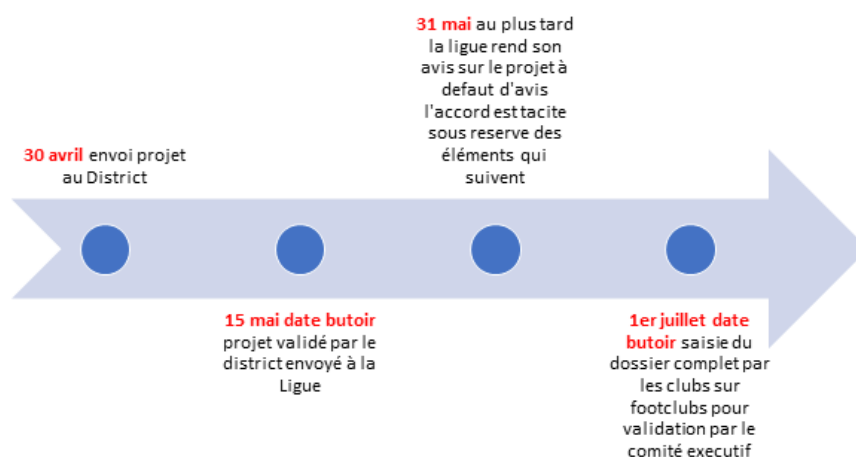 30 avril envoi projet
au District
15 mai date butoir
projet validé par le
district envoyé à la
Ligue
31 mai au plus tard
la ligue rend son
avis sur le projet à
defaut d'avis
l'accord est tacite
sous reserve des
éléments qui
suivent
1er juillet date
butoir saisie du
dossier complet par
les clubs sur
footclubs pour
validation par le
comité executif